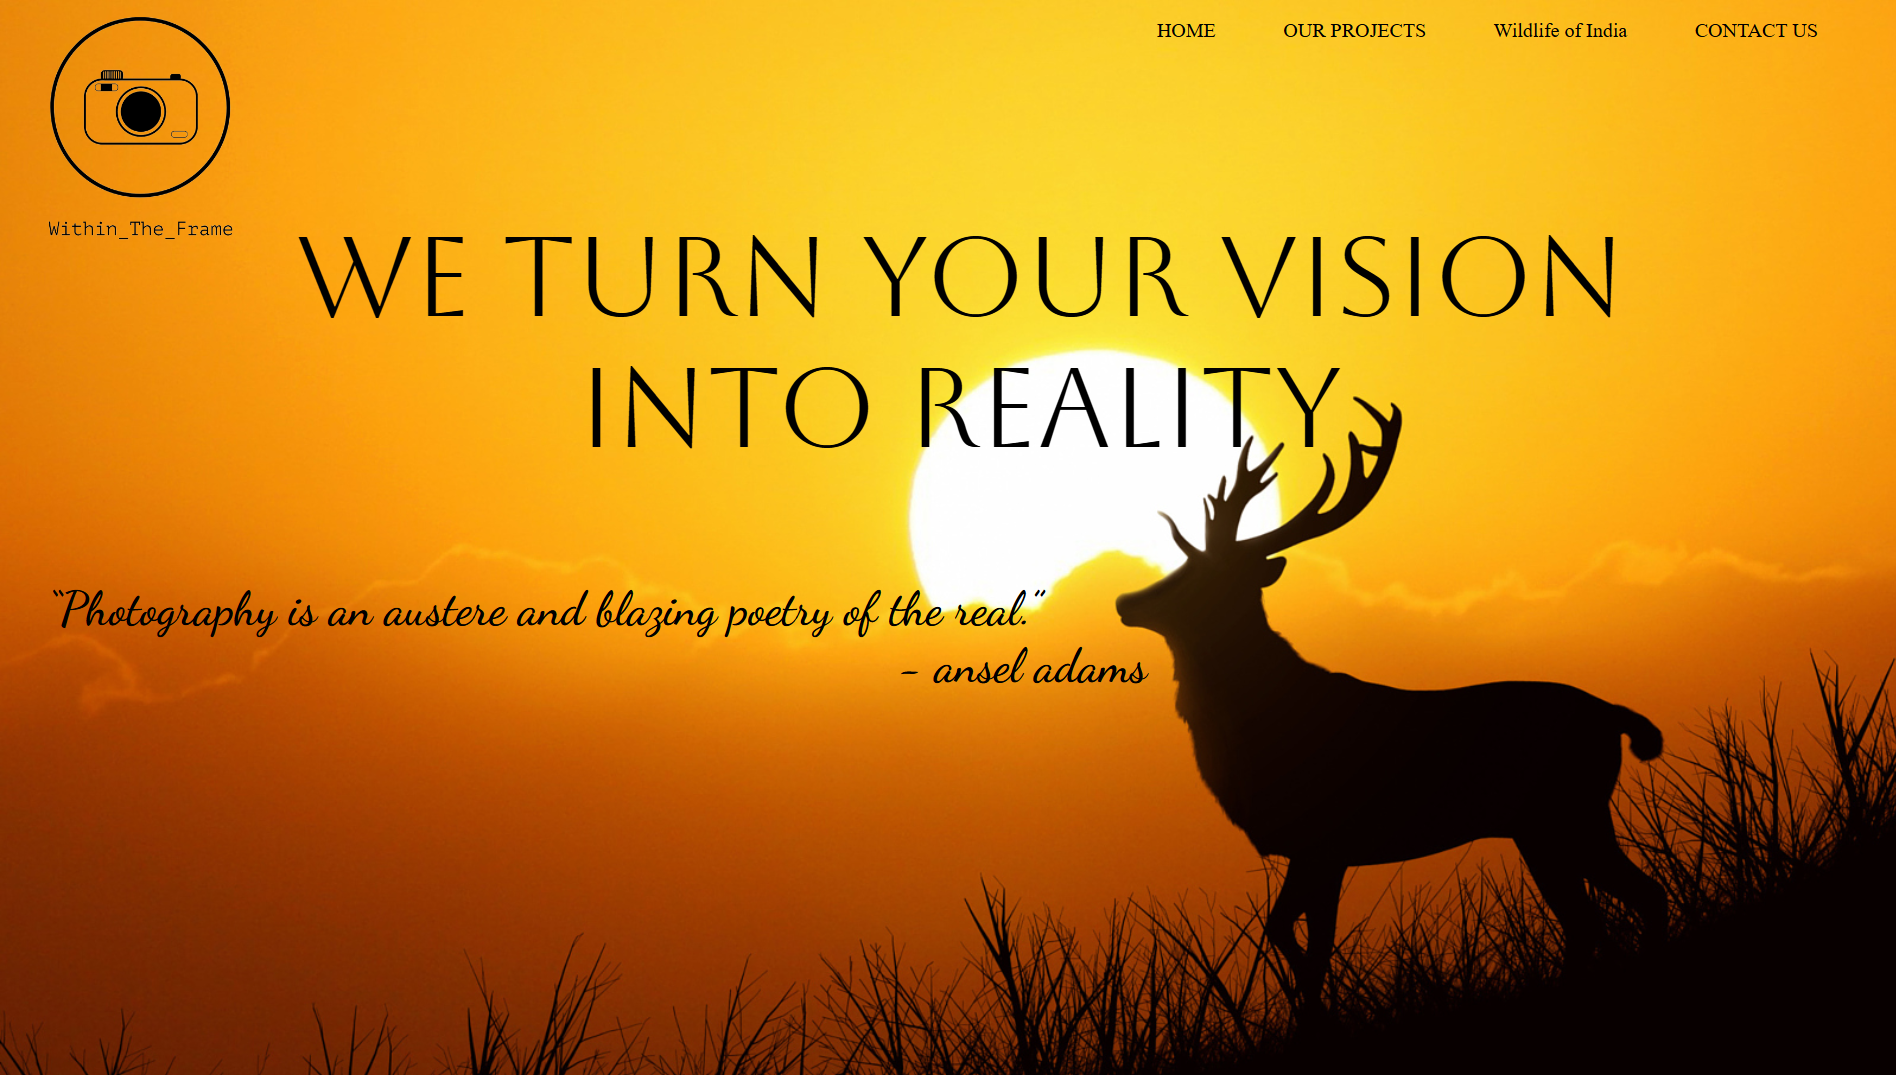 HOME OUR PROJECTS Wildlife of India CONTACT US
Within_The_Frame
WE TURN YOUR VISION
INTO REALITY
“Photography is an austere and blazing poetry of the real.”
- ansel adams